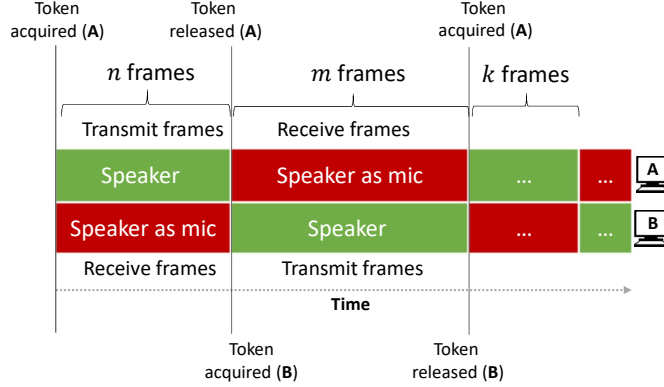 Token
acquired (A)
Token
released (A)
Token
acquired (A)
n frames
m frames
k frames
Transmit frames
Receive frames
Speaker
Speaker as mic
...
...
A
Speaker as mic
Speaker
...
...
B
Receive frames
Transmit frames
Time
Token
acquired (B)
Token
released (B)